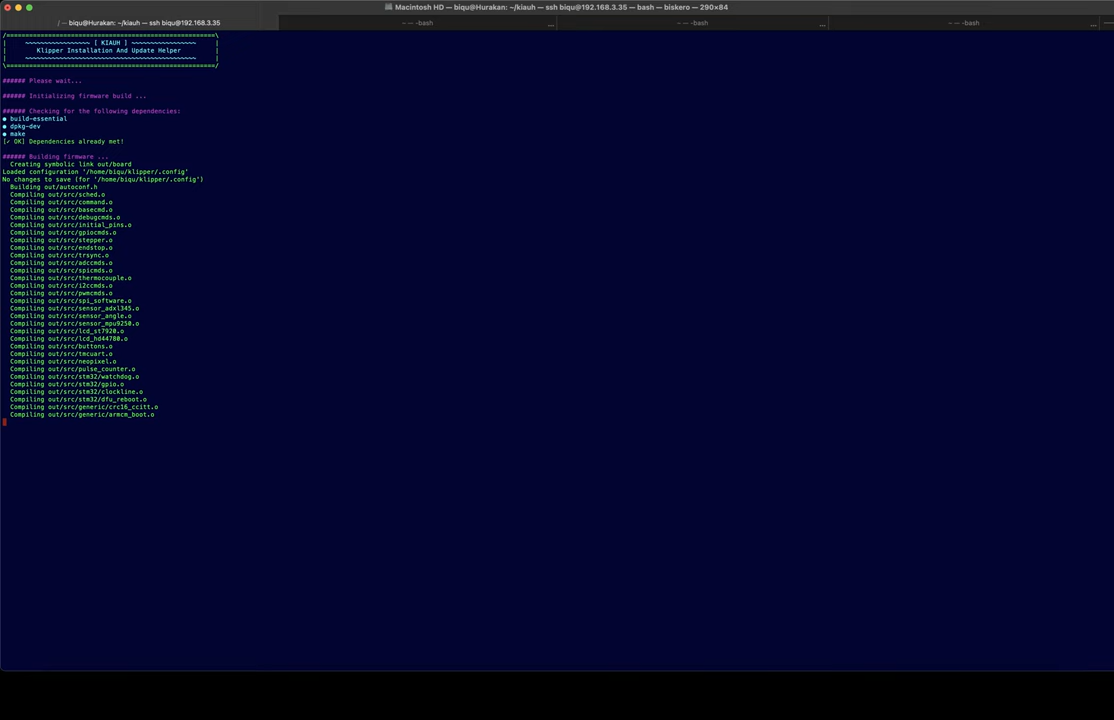 Macintosh HD — biqu@Hurakan: ~/kiauh — ssh biqu@192.168.3.35 — bash — biskero — 290×84
/ — biqu@Hurakan: ~/kiauh — ssh biqu@192.168.3.35
~ — -bash
...
~ — -bash
...
~ — -bash
...
/=======================================================\
|     ~~~~~~~~~~~~~~~~~ [ KIAUH ] ~~~~~~~~~~~~~~~~~     |
|        Klipper Installation And Update Helper         |
|     ~~~~~~~~~~~~~~~~~~~~~~~~~~~~~~~~~~~~~~~~~~~~~     |
\=======================================================/
###### Please wait...
###### Initializing firmware build ...
###### Checking for the following dependencies:
● build-essential
● dpkg-dev
● make
[✓ OK] Dependencies already met!
###### Building firmware ...
  Creating symbolic link out/board
Loaded configuration '/home/biqu/klipper/.config'
No changes to save (for '/home/biqu/klipper/.config')
  Building out/autoconf.h
  Compiling out/src/sched.o
  Compiling out/src/command.o
  Compiling out/src/basecmd.o
  Compiling out/src/debugcmds.o
  Compiling out/src/initial_pins.o
  Compiling out/src/gpiocmds.o
  Compiling out/src/stepper.o
  Compiling out/src/endstop.o
  Compiling out/src/trsync.o
  Compiling out/src/adccmds.o
  Compiling out/src/spicmds.o
  Compiling out/src/thermocouple.o
  Compiling out/src/i2ccmds.o
  Compiling out/src/pwmcmds.o
  Compiling out/src/spi_software.o
  Compiling out/src/sensor_adxl345.o
  Compiling out/src/sensor_angle.o
  Compiling out/src/sensor_mpu9250.o
  Compiling out/src/lcd_st7920.o
  Compiling out/src/lcd_hd44780.o
  Compiling out/src/buttons.o
  Compiling out/src/tmcuart.o
  Compiling out/src/neopixel.o
  Compiling out/src/pulse_counter.o
  Compiling out/src/stm32/watchdog.o
  Compiling out/src/stm32/gpio.o
  Compiling out/src/stm32/clockline.o
  Compiling out/src/stm32/dfu_reboot.o
  Compiling out/src/generic/crc16_ccitt.o
  Compiling out/src/generic/armcm_boot.o